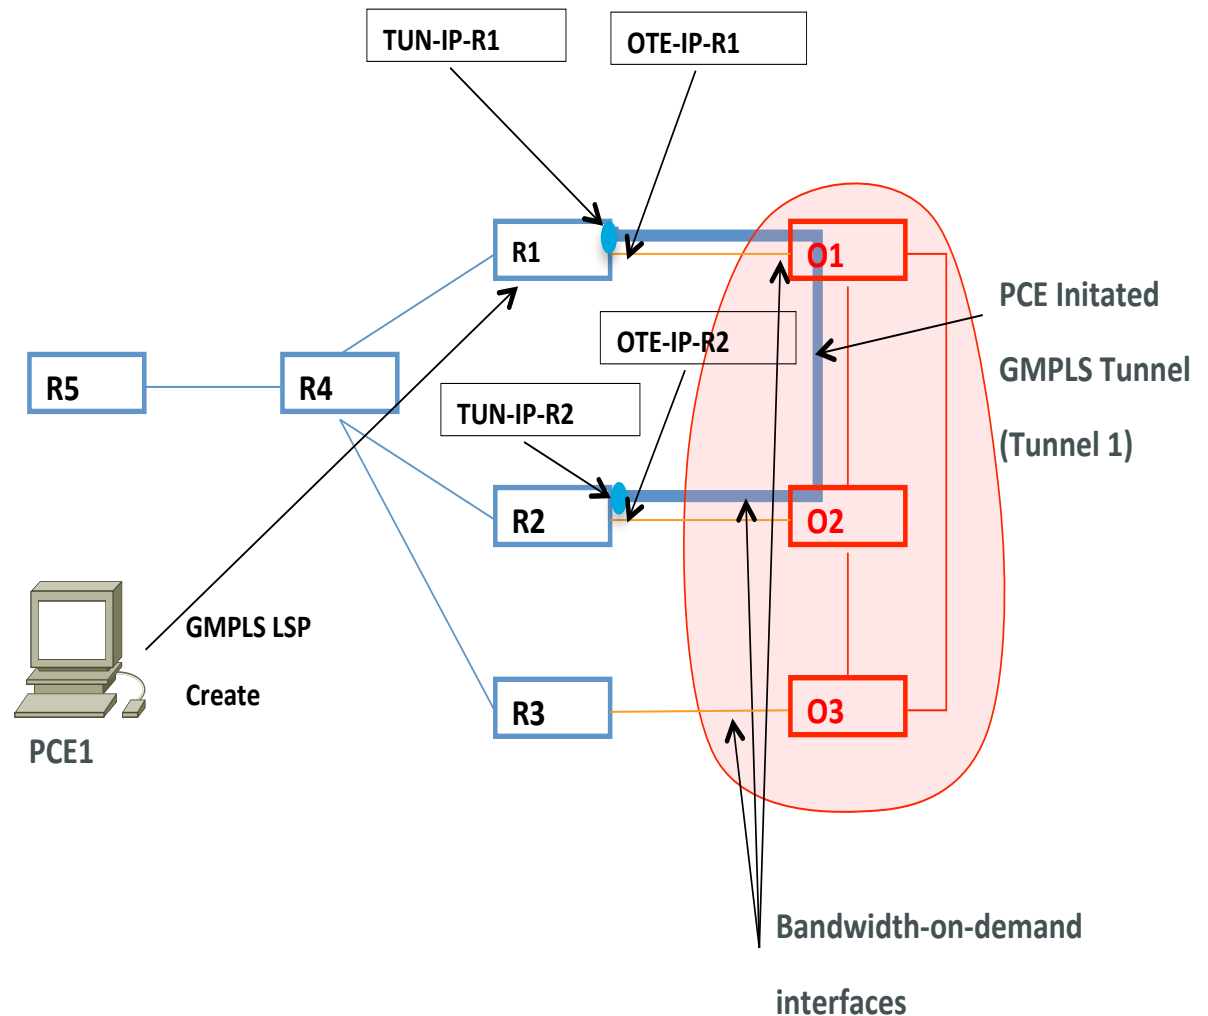 TUN-IP-R1
OTE-IP-R1
R1
O1
PCE Initated
GMPLS Tunnel
(Tunnel 1)
OTE-IP-R2
R5
R4
TUN-IP-R2
R2
O2
GMPLS LSP
Create
R3
O3
PCE1
Bandwidth-on-demand
interfaces